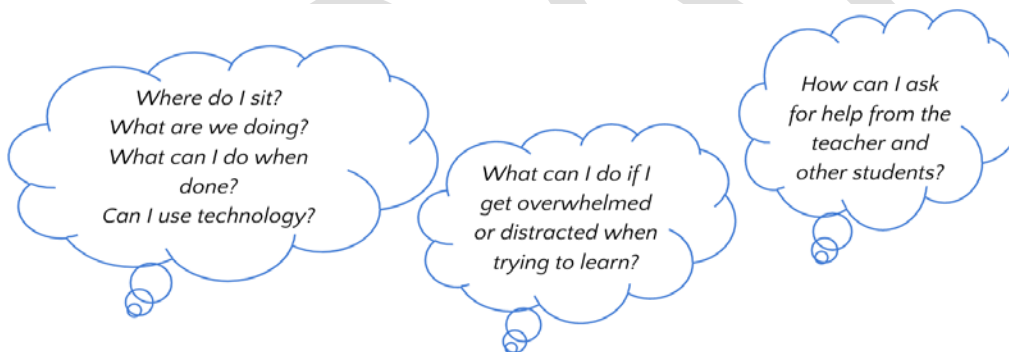 Where do I sit?
What are we doing?
What can I do when
done?
Can I use technology?
What can I do if I
get overwhelmed
or distracted when
trying to learn?
How can I ask
for help from the
teacher and
other students?